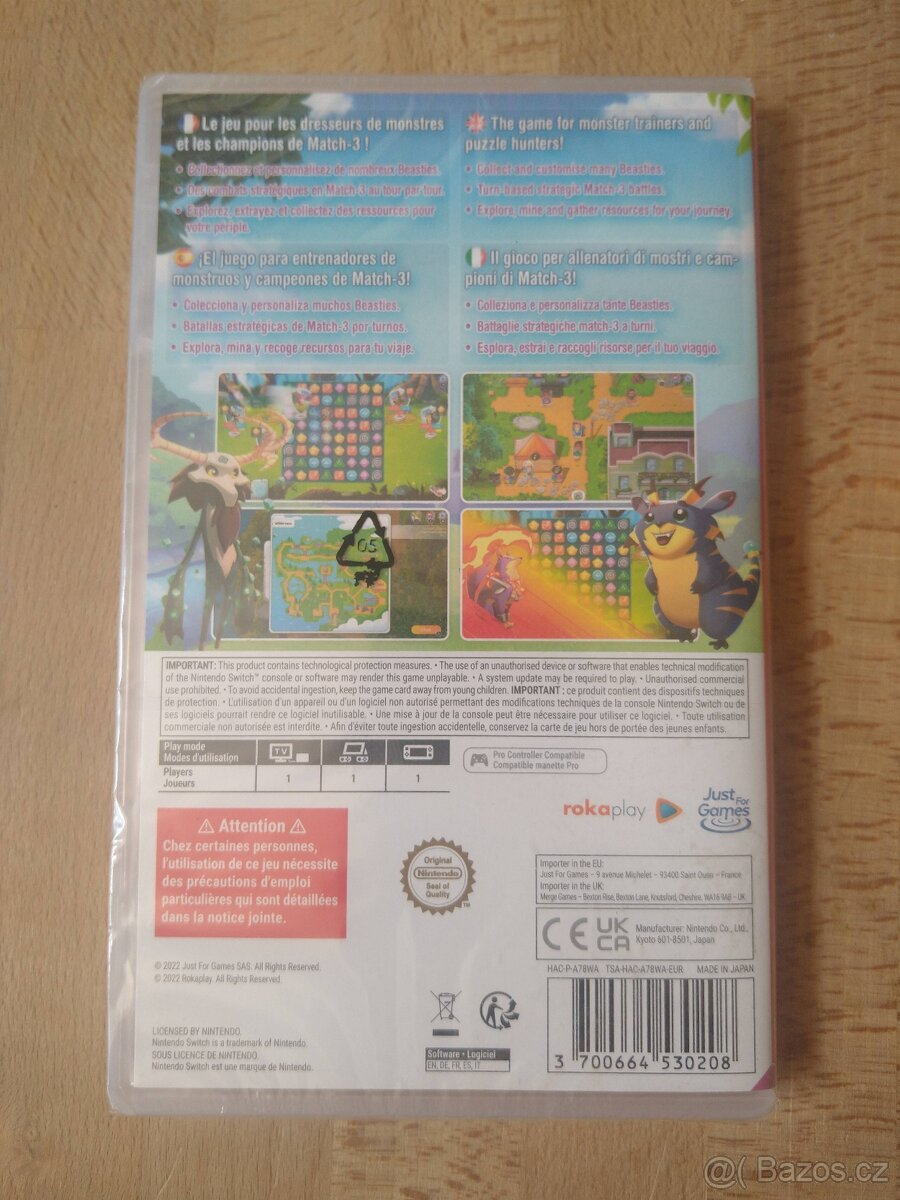 Le jeu pour les dresseurs de monstres
et les champions de Match-3 !
• Collectionnez et personnalisez de nombreux Beasties.
• Des combats stratégiques en Match-3 au tour par tour.
• Explorez, extrayez et collectez des ressources pour
votre périple.
The game for monster trainers and
puzzle hunters!
• Collect and customise many Beasties.
• Turn-based strategic Match-3 battles.
• Explore, mine and gather resources for your journey.
¡El juego para entrenadores de
monstruos y campeones de Match-3!
• Colecciona y personaliza muchos Beasties.
• Batallas estratégicas de Match-3 por turnos.
• Explora, mina y recoge recursos para tu viaje.
Il gioco per allenatori di mostri e cam-
pioni di Match-3!
• Colleziona e personalizza tante Beasties.
• Battaglie strategiche match-3 a turni.
• Esplora, estrai e raccogli risorse per il tuo viaggio.
05
IMPORTANT: This product contains technological protection measures. • The use of an unauthorised device or software that enables technical modification
of the Nintendo Switch™ console or software may render this game unplayable. • A system update may be required to play. • Unauthorised commercial
use prohibited. • To avoid accidental ingestion, keep the game card away from young children. IMPORTANT : ce produit contient des dispositifs techniques
de protection. • L'utilisation d'un appareil ou d'un logiciel non autorisé permettant des modifications techniques de la console Nintendo Switch ou de
ses logiciels pourrait rendre ce logiciel inutilisable. • Une mise à jour de la console peut être nécessaire pour utiliser ce logiciel. • Toute utilisation
commerciale non autorisée est interdite. • Afin d'éviter toute ingestion accidentelle, conservez la carte de jeu hors de portée des jeunes enfants.
Play mode
Modes d'utilisation
TV
Players
Joueurs
1
1
1
Pro Controller Compatible
Compatible manette Pro
rokaplay
Just
For
Games
Attention
Chez certaines personnes,
l'utilisation de ce jeu nécessite
des précautions d'emploi
particulières qui sont détaillées
dans la notice jointe.
Original
Nintendo
Seal of
Quality
TM
Importer in the EU:
Just For Games – 9 avenue Michelet – 93400 Saint Ouen – France
Importer in the UK:
Merge Games – Bexton Rise, Bexton Lane, Knutsford, Cheshire, WA16 9AB – UK
CE UK
CA
Manufacturer: Nintendo Co., Ltd.,
Kyoto 601-8501, Japan
HAC-P-A78WA TSA-HAC-A78WA-EUR MADE IN JAPAN
© 2022 Just For Games SAS. All Rights Reserved.
© 2022 Rokaplay. All Rights Reserved.
LICENSED BY NINTENDO.
Nintendo Switch is a trademark of Nintendo.
SOUS LICENCE DE NINTENDO.
Nintendo Switch est une marque de Nintendo.
Software • Logiciel
EN, DE, FR, ES, IT
3 700664 530208
@( Bazos.cz